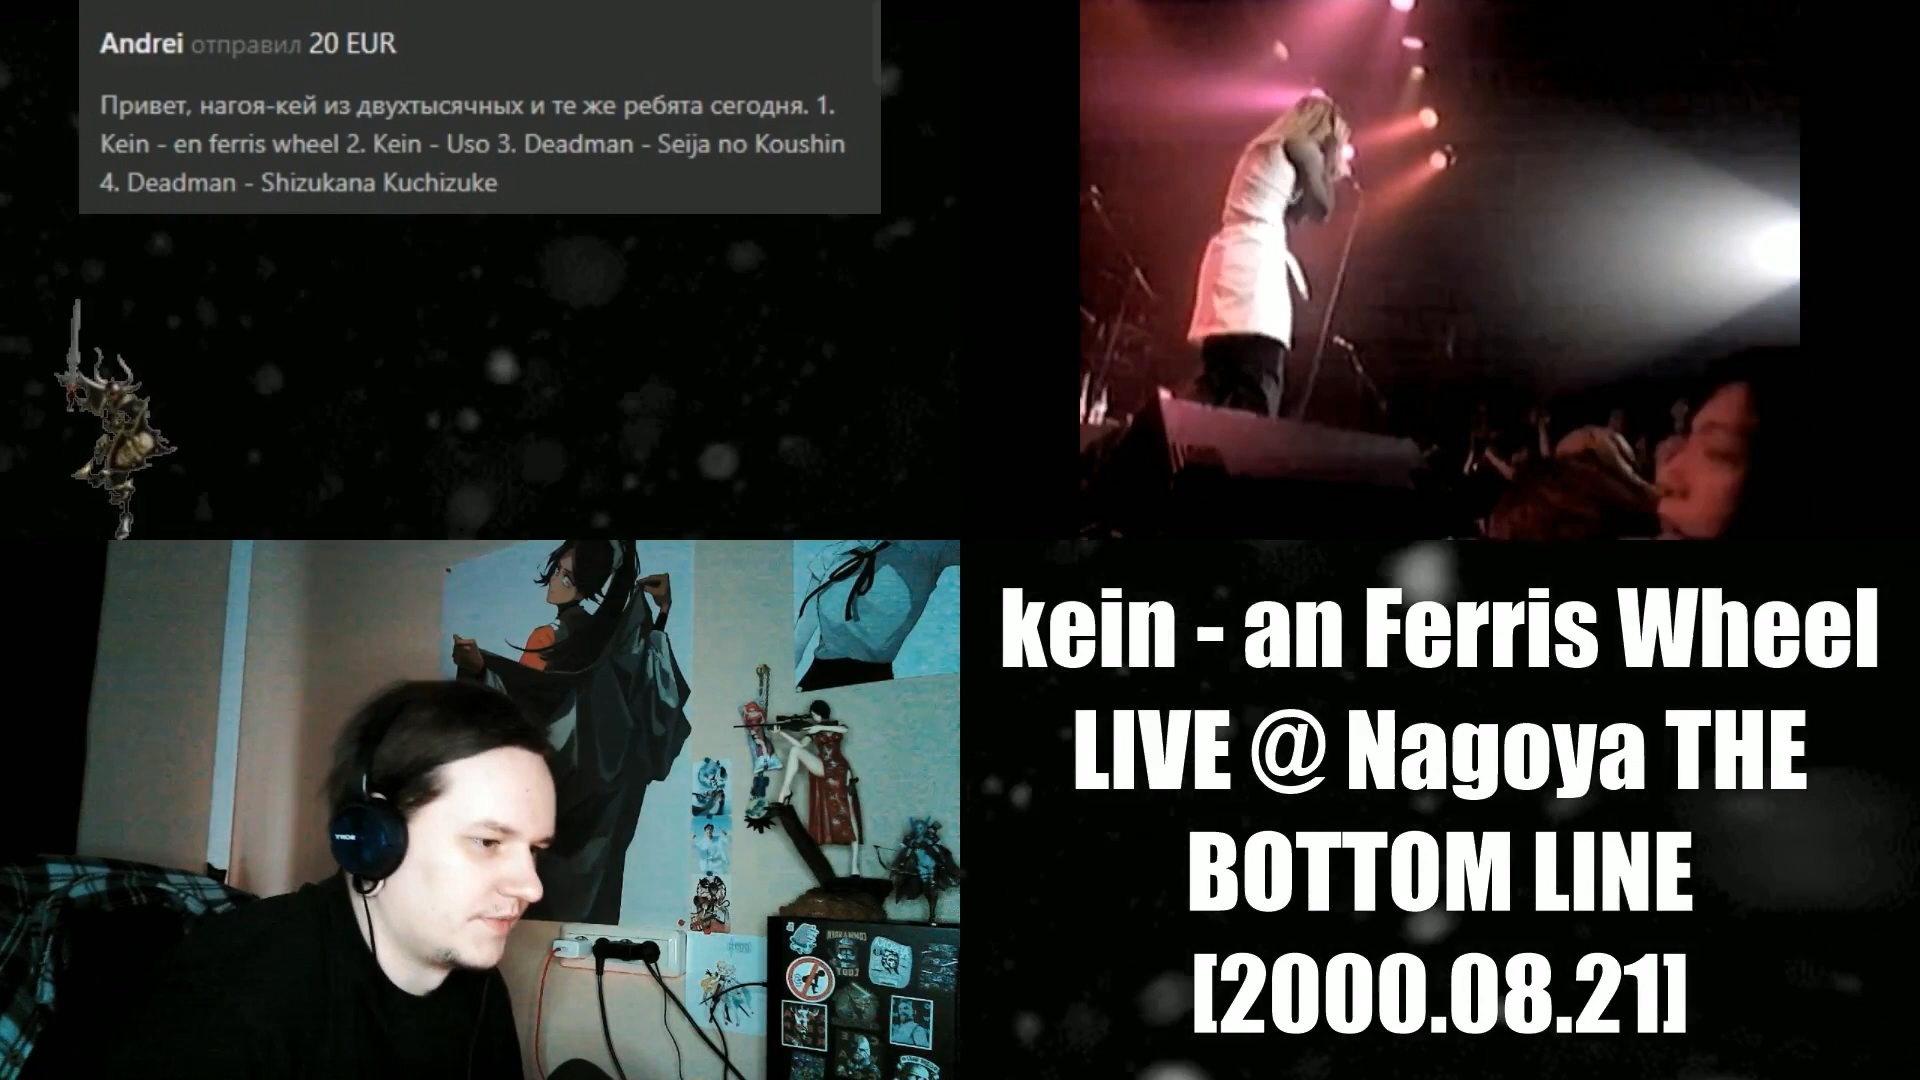 Andrei отправил 20 EUR
Привет, нагоя-кей из двухтысячных и те же ребята сегодня. 1.
Kein - en ferris wheel 2. Kein - Uso 3. Deadman - Seija no Koushin
4. Deadman - Shizukana Kuchizuke
kein - an Ferris Wheel
LIVE @ Nagoya THE
BOTTOM LINE
[2000.08.21]
SONY